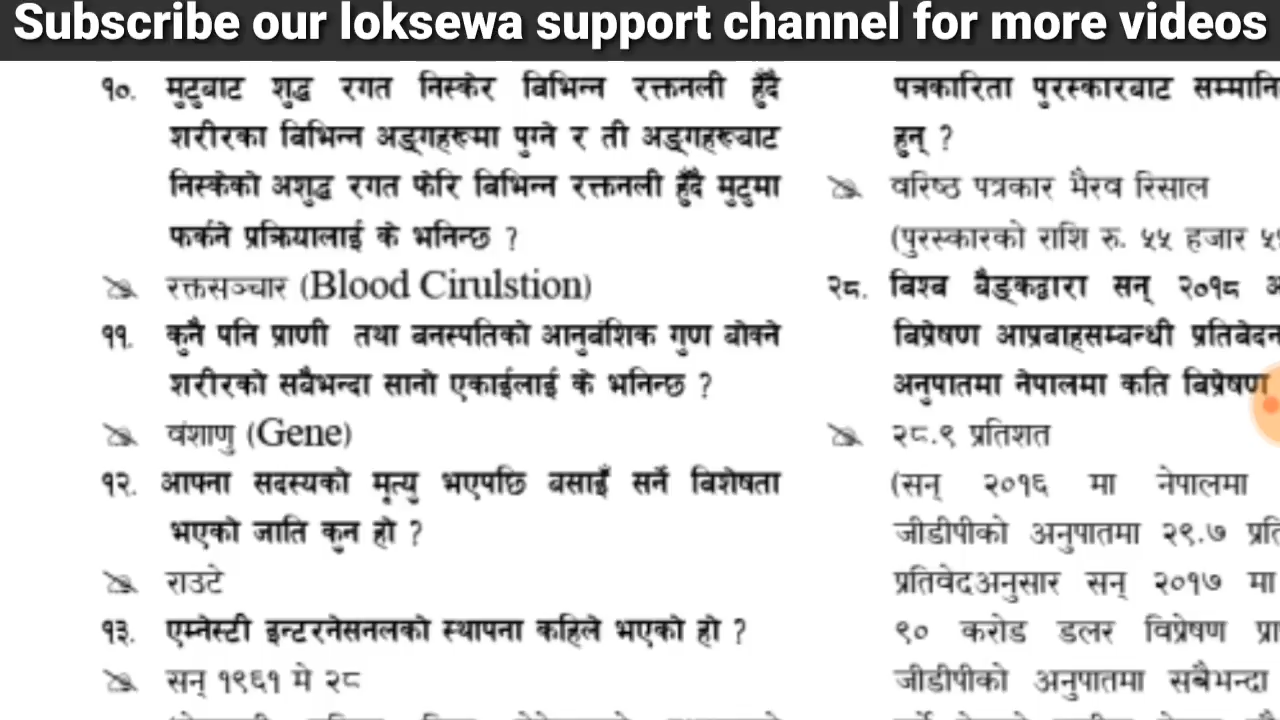 Subscribe our loksewa support channel for more videos
१०. मुटुबाट शुद्ध रगत निस्केर बिभिन्न रक्तनली हुँदै
शरीरका बिभिन्न अङ्गहरूमा पुग्ने र ती अङ्गहरूबाट
निस्केको अशुद्ध रगत फेरि बिभिन्न रक्तनली हुँदै मुटुमा
फर्कने प्रक्रियालाई के भनिन्छ ?
रक्तसञ्चार (Blood Cirulstion)
११. कुनै पनि प्राणी तथा बनस्पतिको आनुबंशिक गुण बोक्ने
शरीरको सबैभन्दा सानो एकाईलाई के भनिन्छ ?
वंशाणु (Gene)
१२. आफ्ना सदस्यको मृत्यु भएपछि बसाइँ सर्ने बिशेषता
भएको जाति कुन हो ?
राउटे
१३. एम्नेस्टी इन्टरनेसनलको स्थापना कहिले भएको हो ?
सन् १९६१ मे २८
पत्रकारिता पुरस्कारबाट सम्मानि
हुन् ?
वरिष्ठ पत्रकार भैरव रिसाल
(पुरस्कारको राशि रु. ५५ हजार
२८. बिश्ब बैङ्कद्वारा सन् २०१८
बिप्रेषण आप्रबाहसम्बन्धी प्रतिबेदन
अनुपातमा नेपालमा कति बिप्रेषण
२८.९ प्रतिशत
(सन् २०१६ मा नेपालमा
जीडीपीको अनुपातमा २९.७ प्रति
प्रतिवेदअनुसार सन् २०१७ मा
९० करोड डलर विप्रेषण प्रा
जीडीपीको अनुपातमा सबैभन्दा